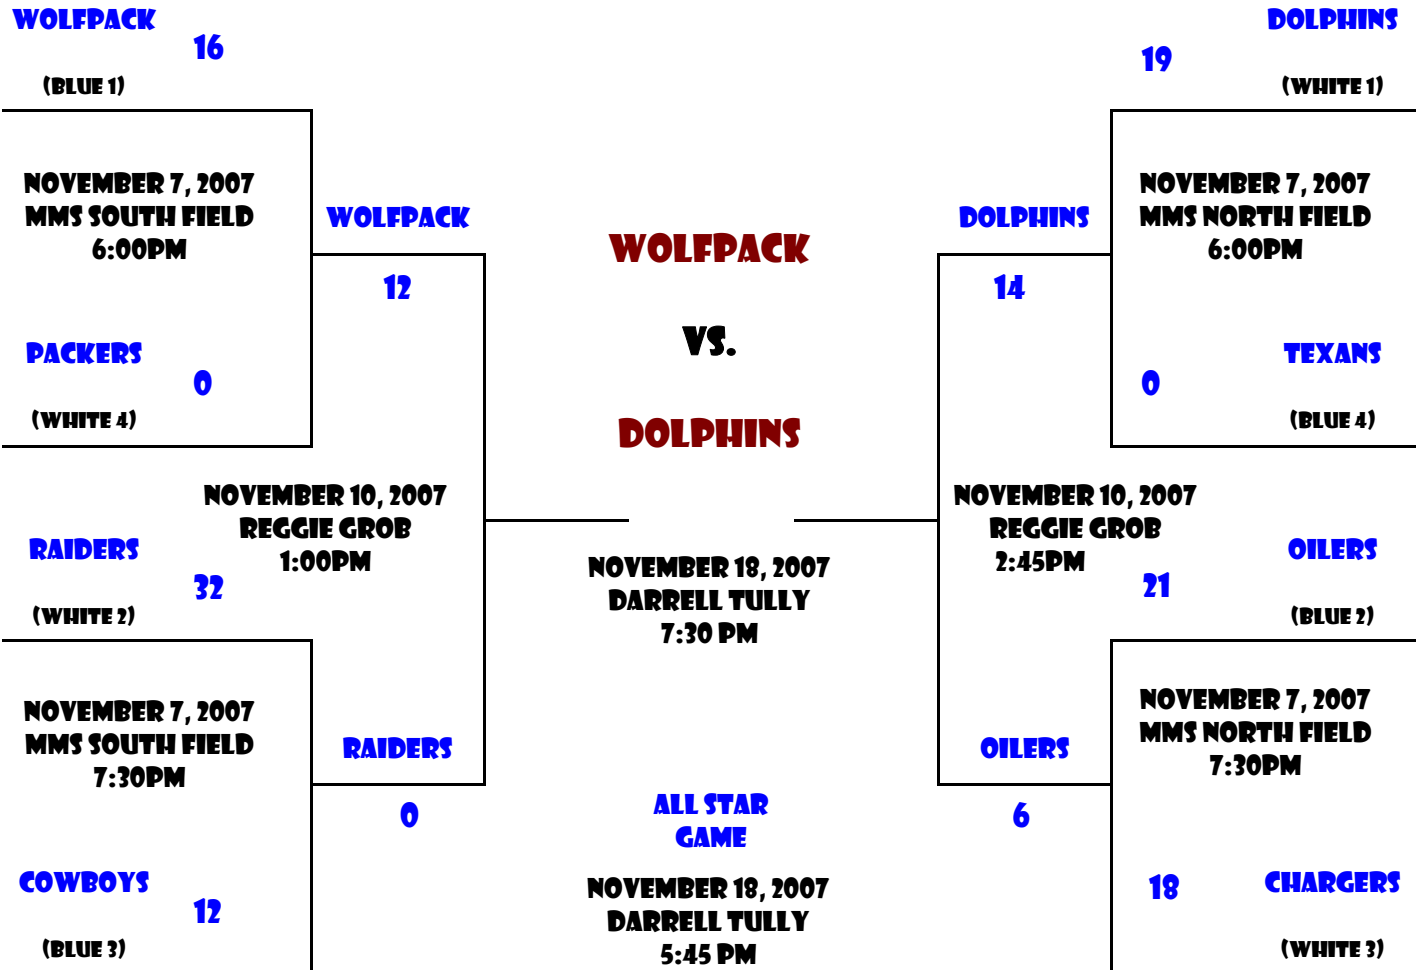 WOLFPACK
16
(BLUE 1)
NOVEMBER 7, 2007
MMS SOUTH FIELD
6:00PM
PACKERS
0
(WHITE 4)
WOLFPACK
12
NOVEMBER 10, 2007
REGGIE GROB
1:00PM
RAIDERS
32
(WHITE 2)
NOVEMBER 7, 2007
MMS SOUTH FIELD
7:30PM
RAIDERS
0
COWBOYS
12
(BLUE 3)
WOLFPACK
VS.
DOLPHINS
NOVEMBER 18, 2007
DARRELL TULLY
7:30 PM
ALL STAR
GAME
NOVEMBER 18, 2007
DARRELL TULLY
5:45 PM
DOLPHINS
19
(WHITE 1)
NOVEMBER 7, 2007
MMS NORTH FIELD
6:00PM
DOLPHINS
14
TEXANS
0
(BLUE 4)
NOVEMBER 10, 2007
REGGIE GROB
2:45PM
OILERS
21
(BLUE 2)
NOVEMBER 7, 2007
MMS NORTH FIELD
7:30PM
OILERS
6
18
CHARGERS
(WHITE 3)